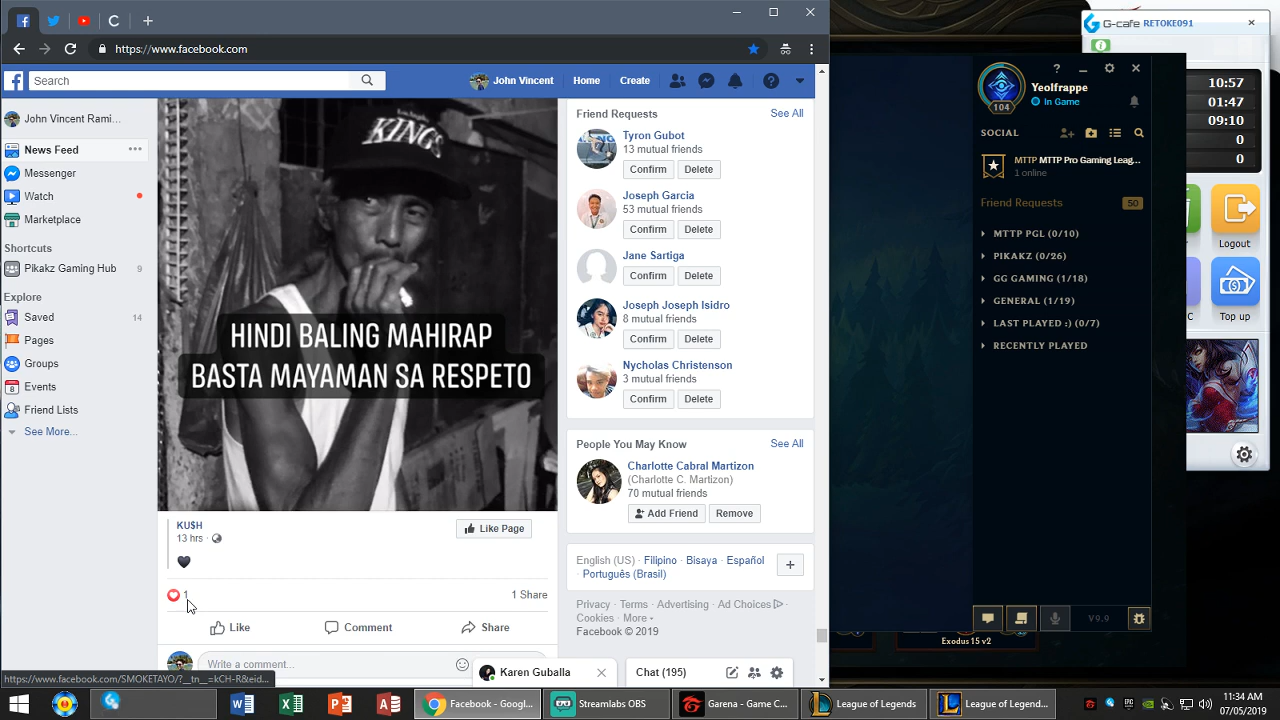 G-cafe RETOKE091
https://www.facebook.com
Search
John Vincent
Home
Create
John Vincent Rami...
News Feed
Messenger
Watch
Marketplace
Shortcuts
Pikakz Gaming Hub 9
Explore
Saved 14
Pages
Groups
8
Events
Friend Lists
See More...
KINGS
HINDI BALING MAHIRAP
BASTA MAYAMAN SA RESPETO
KU$H
13 hrs ·
Like Page
1
1 Share
Like
Comment
Share
Write a comment...
Friend Requests
See All
Tyron Gubot
13 mutual friends
Confirm Delete
Joseph Garcia
53 mutual friends
Confirm Delete
Jane Sartiga
Confirm Delete
Joseph Joseph Isidro
8 mutual friends
Confirm Delete
Nycholas Christenson
3 mutual friends
Confirm Delete
People You May Know
See All
Charlotte Cabral Martizon
(Charlotte C. Martizon)
70 mutual friends
Add Friend Remove
English (US) · Filipino · Bisaya · Español
· Português (Brasil)
Privacy · Terms · Advertising · Ad Choices ·
Cookies · More
Facebook © 2019
Karen Guballa
Chat (195)
https://www.facebook.com/SMOKETAYO/?__tn__=kCH-R&eid...
104
Yeolfrappe
In Game
SOCIAL
MTTP MTTP Pro Gaming Leag...
1 online
Friend Requests 50
MTTP PGL (0/10)
PIKAKZ (0/26)
GG GAMING (1/18)
GENERAL (1/19)
LAST PLAYED :) (0/7)
RECENTLY PLAYED
V9.9
Exodus 15 v2
10:57
01:47
09:10
0
0
Logout
Top up
Facebook - Googl...
Streamlabs OBS
Garena - Game C...
League of Legends
League of Legend...
11:34 AM
07/05/2019